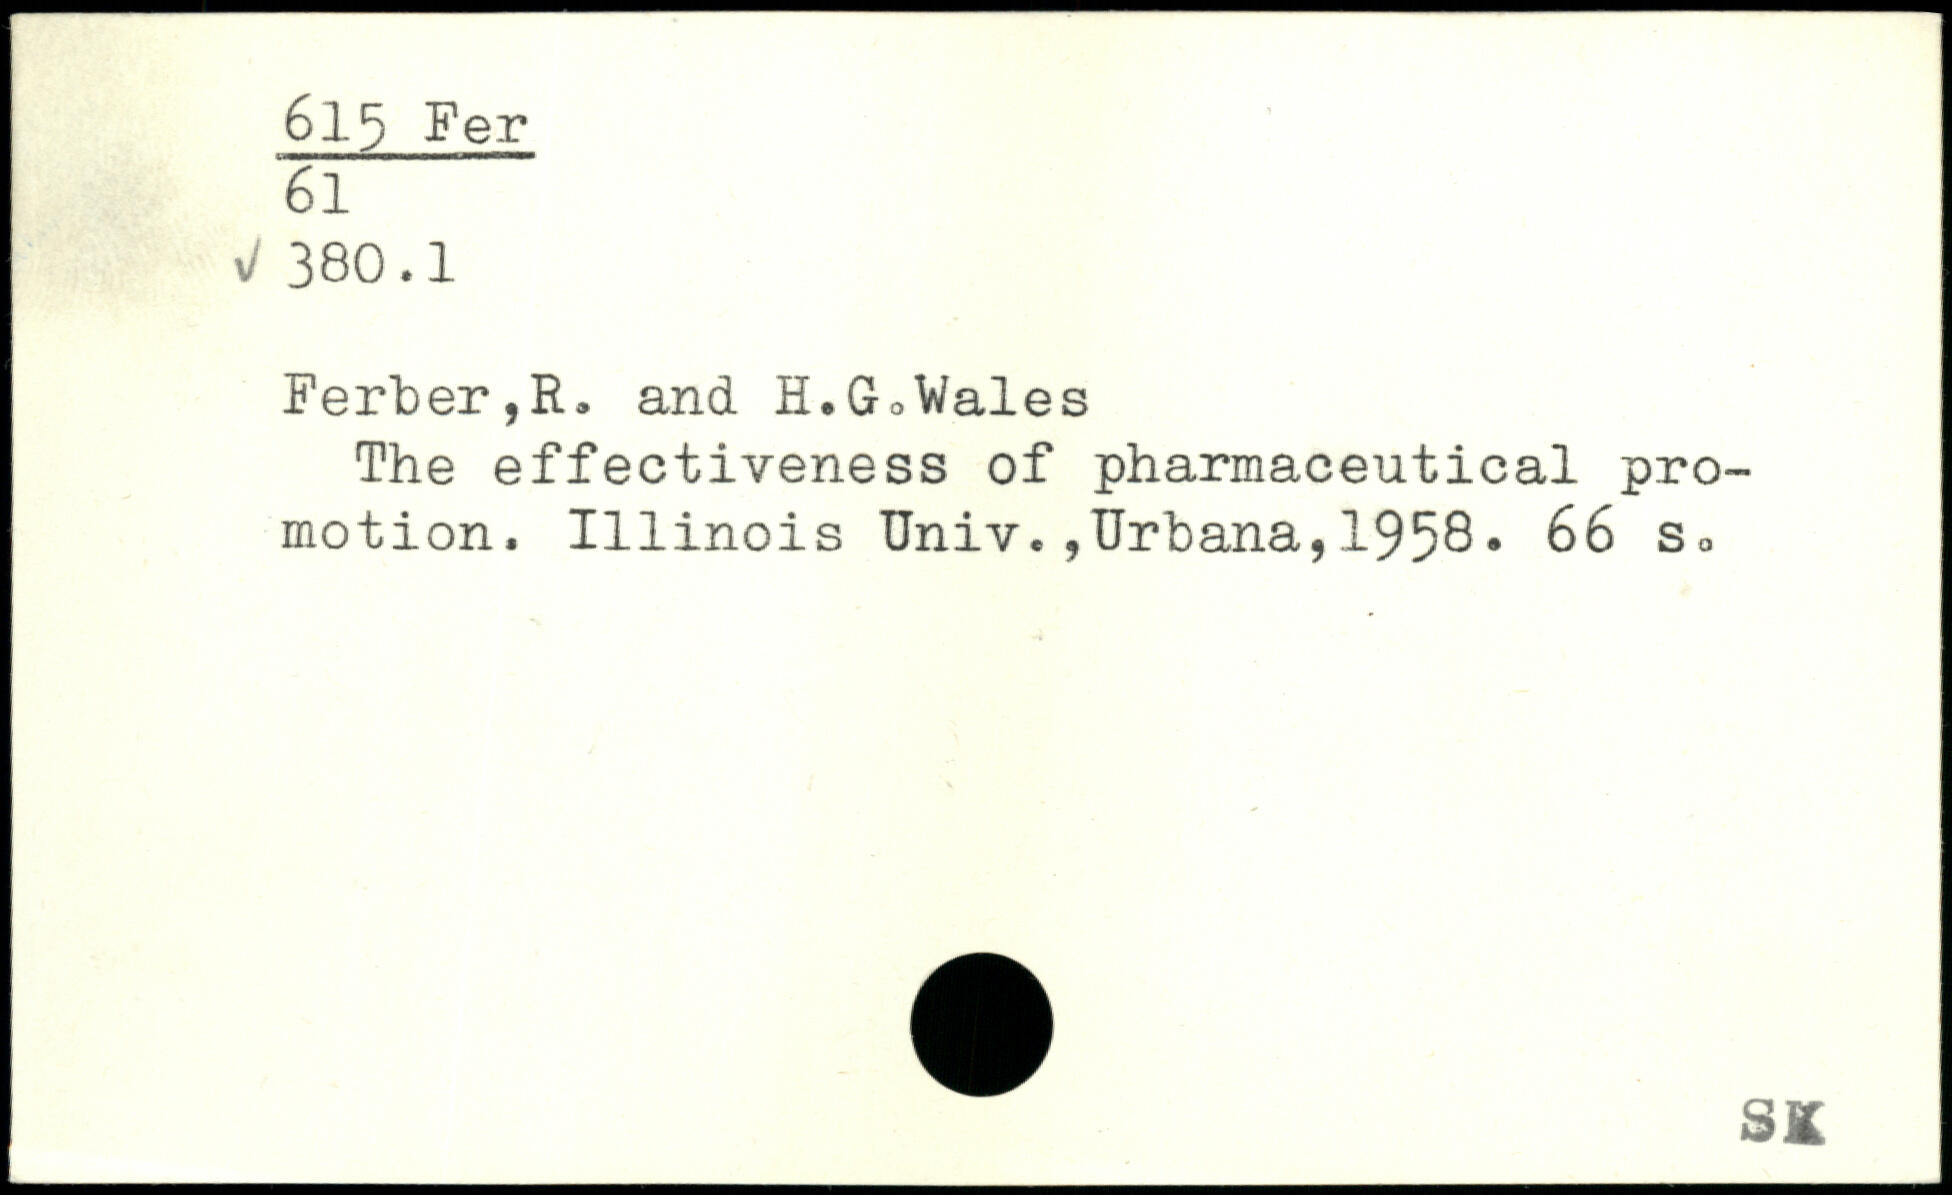 615 Fer
61
✓ 380.1
Ferber,R. and H.G.Wales
The effectiveness of pharmaceutical pro-
motion. Illinois Univ.,Urbana,1958. 66 s.
SK